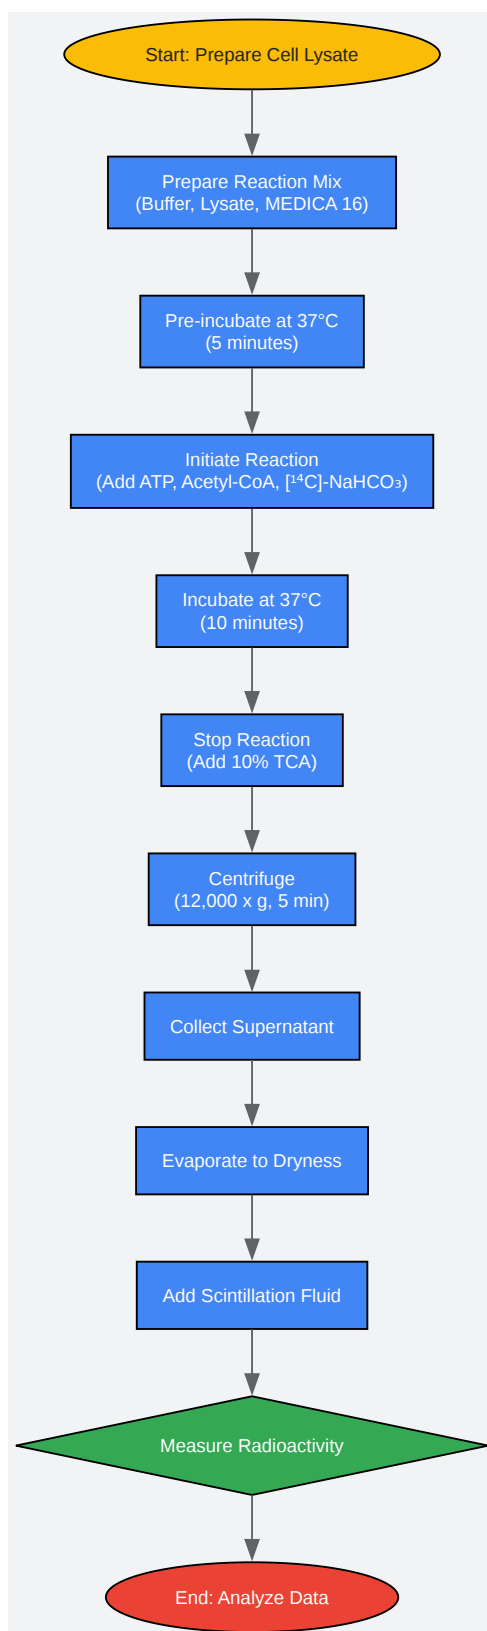 Start: Prepare Cell Lysate
Prepare Reaction Mix
(Buffer, Lysate, MEDICA 16)
Pre-incubate at 37°C
(5 minutes)
Initiate Reaction
(Add ATP, Acetyl-CoA, [¹⁴C]-NaHCO₃)
Incubate at 37°C
(10 minutes)
Stop Reaction
(Add 10% TCA)
Centrifuge
(12,000 x g, 5 min)
Collect Supernatant
Evaporate to Dryness
Add Scintillation Fluid
Measure Radioactivity
End: Analyze Data